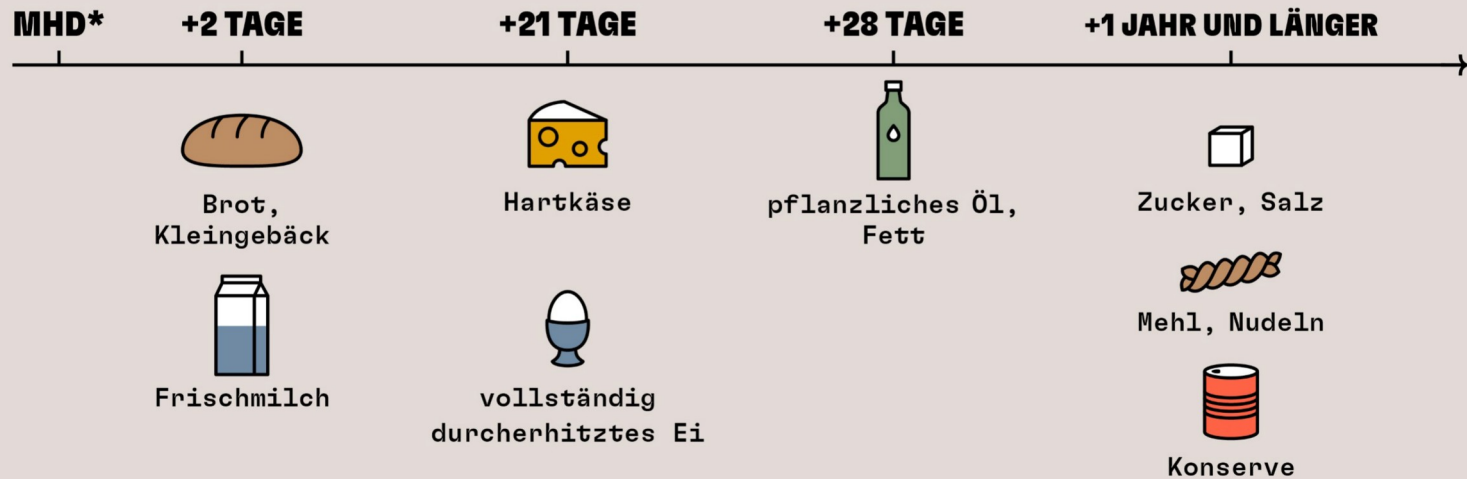 MHD*
+2 TAGE
+21 TAGE
+28 TAGE
+1 JAHR UND LÄNGER
Brot,
Kleingebäck
Frischmilch
Hartkäse
vollständig
durcherhitztes Ei
pflanzliches Öl,
Fett
Zucker, Salz
Mehl, Nudeln
Konserve